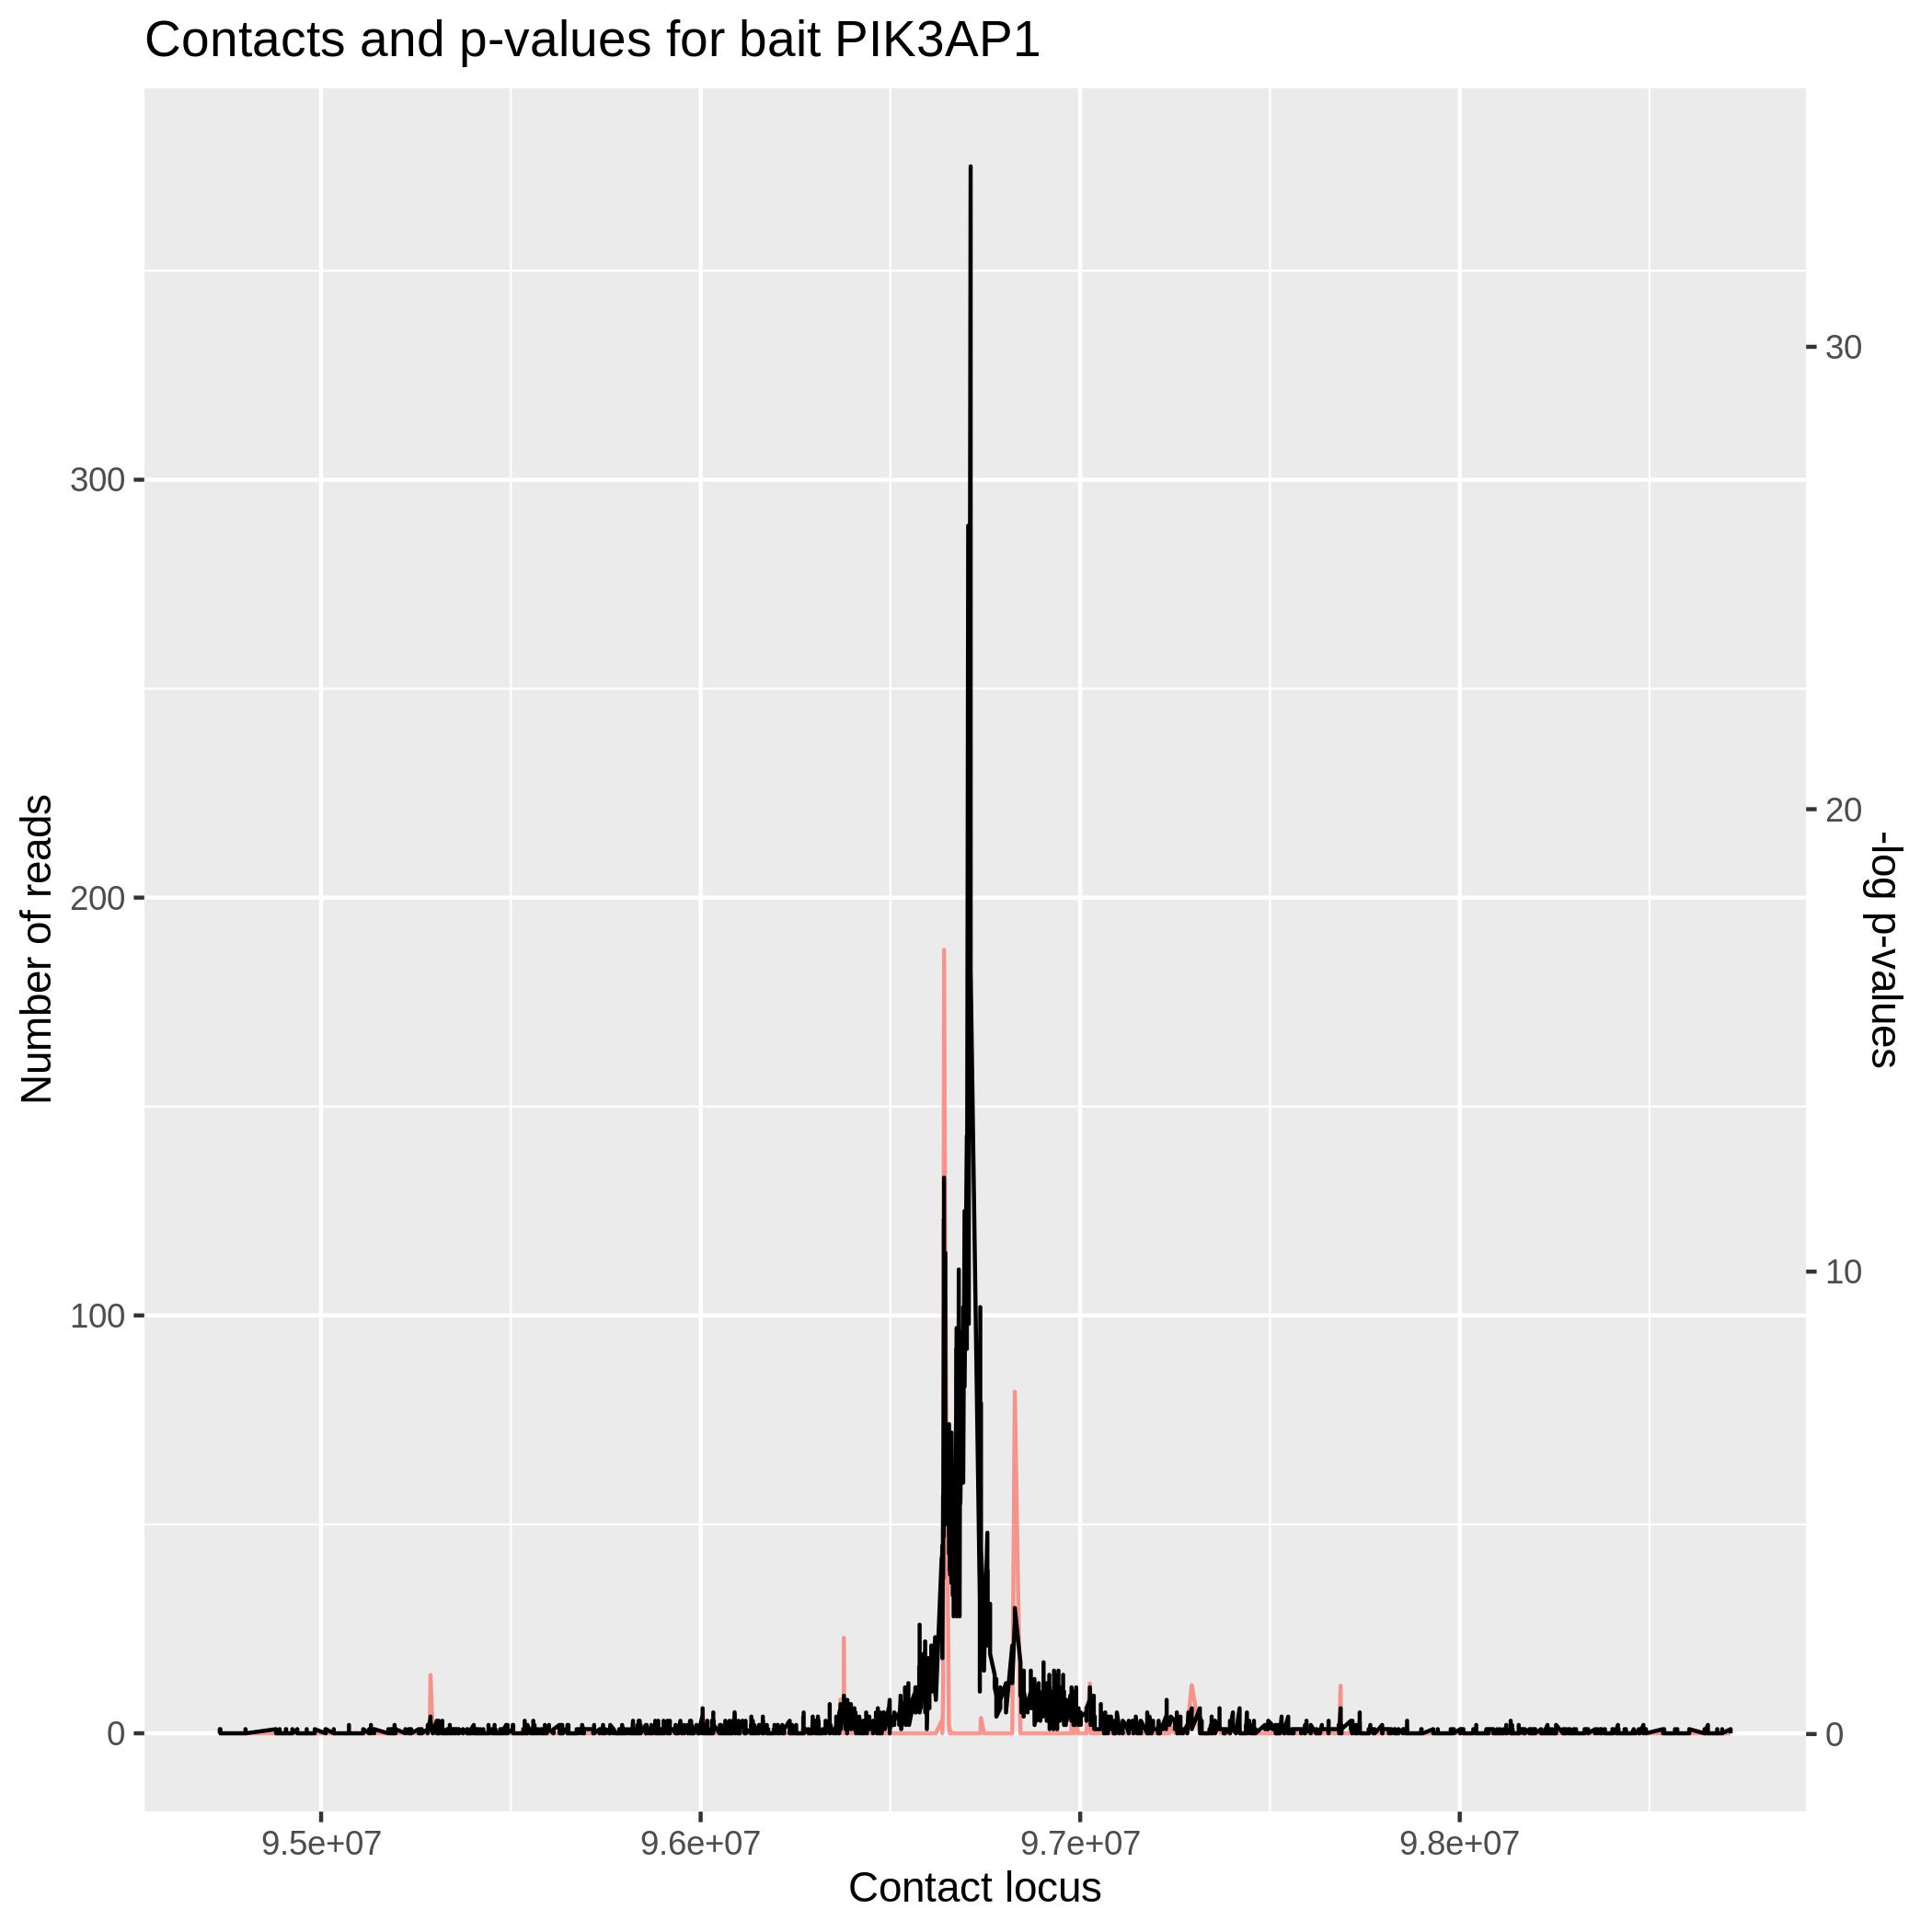 Contacts and p-values for bait PIK3AP1
Number of reads
300
200
100
0
30
20
10
0
-log p-values
9.5e+07
9.6e+07
9.7e+07
9.8e+07
Contact locus